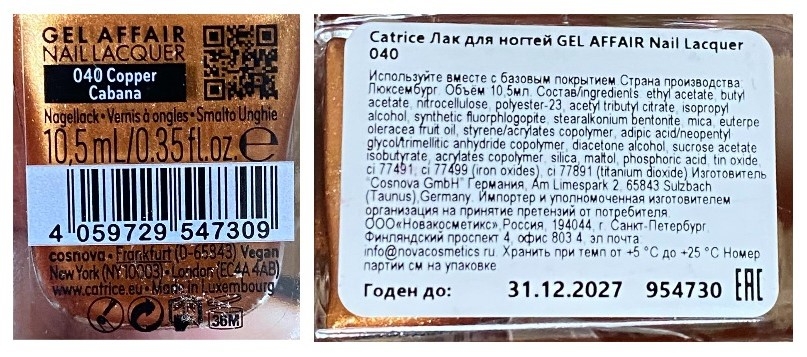 GEL AFFAIR
NAIL LACQUER
040 Copper
Cabana
Nagellack • Vernis à ongles • Smalto Unghie
10,5 mL/0.35 fl.oz. e
4 059729 547309
cosnova • Frankfurt (D-65843) Vegan
New York (NY 10003) • London (EC4A 4AB)
www.catrice.eu • Made in Luxembourg
36M
Catrice Лак для ногтей GEL AFFAIR Nail Lacquer
040
Используйте вместе с базовым покрытием Страна производства:
Люксембург. Объём 10,5мл. Состав/ingredients: ethyl acetate, butyl
acetate, nitrocellulose, polyester-23, acetyl tributyl citrate, isopropyl
alcohol, synthetic fluorphlogopite, stearalkonium bentonite, mica, euterpe
oleracea fruit oil, styrene/acrylates copolymer, adipic acid/neopentyl
glycol/trimellitic anhydride copolymer, diacetone alcohol, sucrose acetate
isobutyrate, acrylates copolymer, silica, maltol, phosphoric acid, tin oxide,
ci 77491, ci 77499 (iron oxides), ci 77891 (titanium dioxide) Изготовитель
"Cosnova GmbH" Германия, Am Limespark 2, 65843 Sulzbach
(Taunus),Germany. Импортер и уполномоченная изготовителем
организация на принятие претензий от потребителя:
ООО«Новакосметикс»,Россия, 194044, г. Санкт-Петербург,
Финляндский проспект 4, офис 803 4, эл почта:
info@novacosmetics.ru. Хранить при темп от +5 °C до +25 °C Номер
партии см на упаковке
Годен до: 31.12.2027 954730 EAC